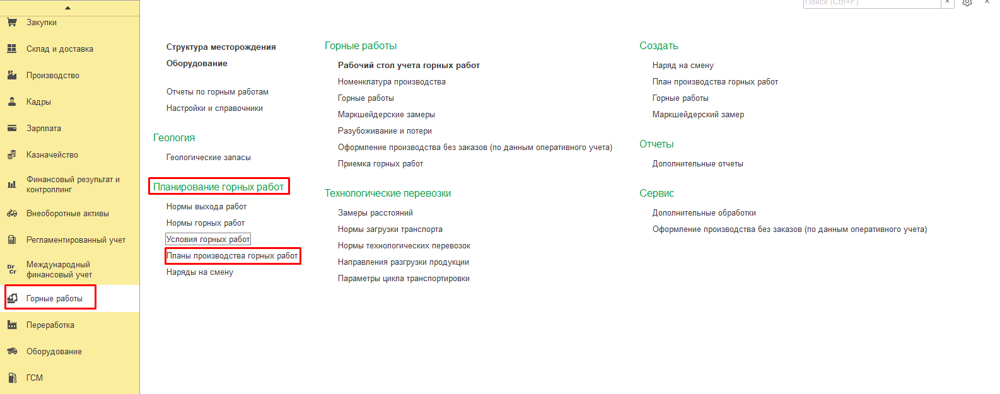 Поиск (Ctrl+F)
×
×
Закупки
Склад и доставка
Производство
Кадры
Зарплата
Казначейство
Финансовый результат и
контроллинг
Внеоборотные активы
Регламентированный учет
Dr
Cr
Международный
финансовый учет
Горные работы
Переработка
Оборудование
ГСМ
Структура месторождения
Оборудование
Отчеты по горным работам
Настройки и справочники
Геология
Геологические запасы
Планирование горных работ
Нормы выхода работ
Нормы горных работ
Условия горных работ
Планы производства горных работ
Наряды на смену
Горные работы
Рабочий стол учета горных работ
Номенклатура производства
Горные работы
Маркшейдерские замеры
Разубоживание и потери
Оформление производства без заказов (по данным оперативного учета)
Приемка горных работ
Технологические перевозки
Замеры расстояний
Нормы загрузки транспорта
Нормы технологических перевозок
Направления разгрузки продукции
Параметры цикла транспортировки
Создать
Наряд на смену
План производства горных работ
Горные работы
Маркшейдерский замер
Отчеты
Дополнительные отчеты
Сервис
Дополнительные обработки
Оформление производства без заказов (по данным оперативного учета)